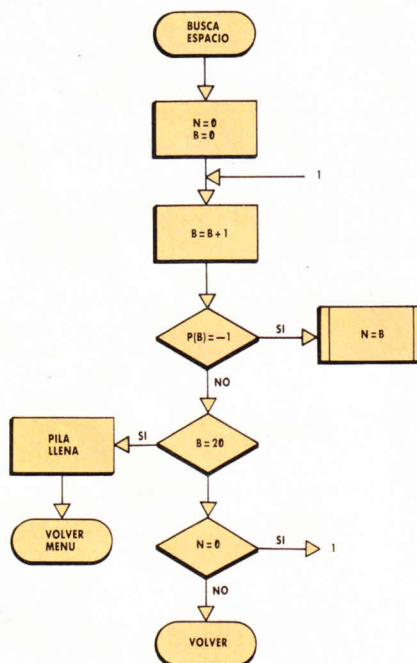 BUSCA
ESPACIO
N=0
B=0
1
B=B+1
P(B)=—1
SI
N=B
NO
PILA
LLENA
SI
B=20
VOLVER
MENU
N=0
SI
1
NO
VOLVER